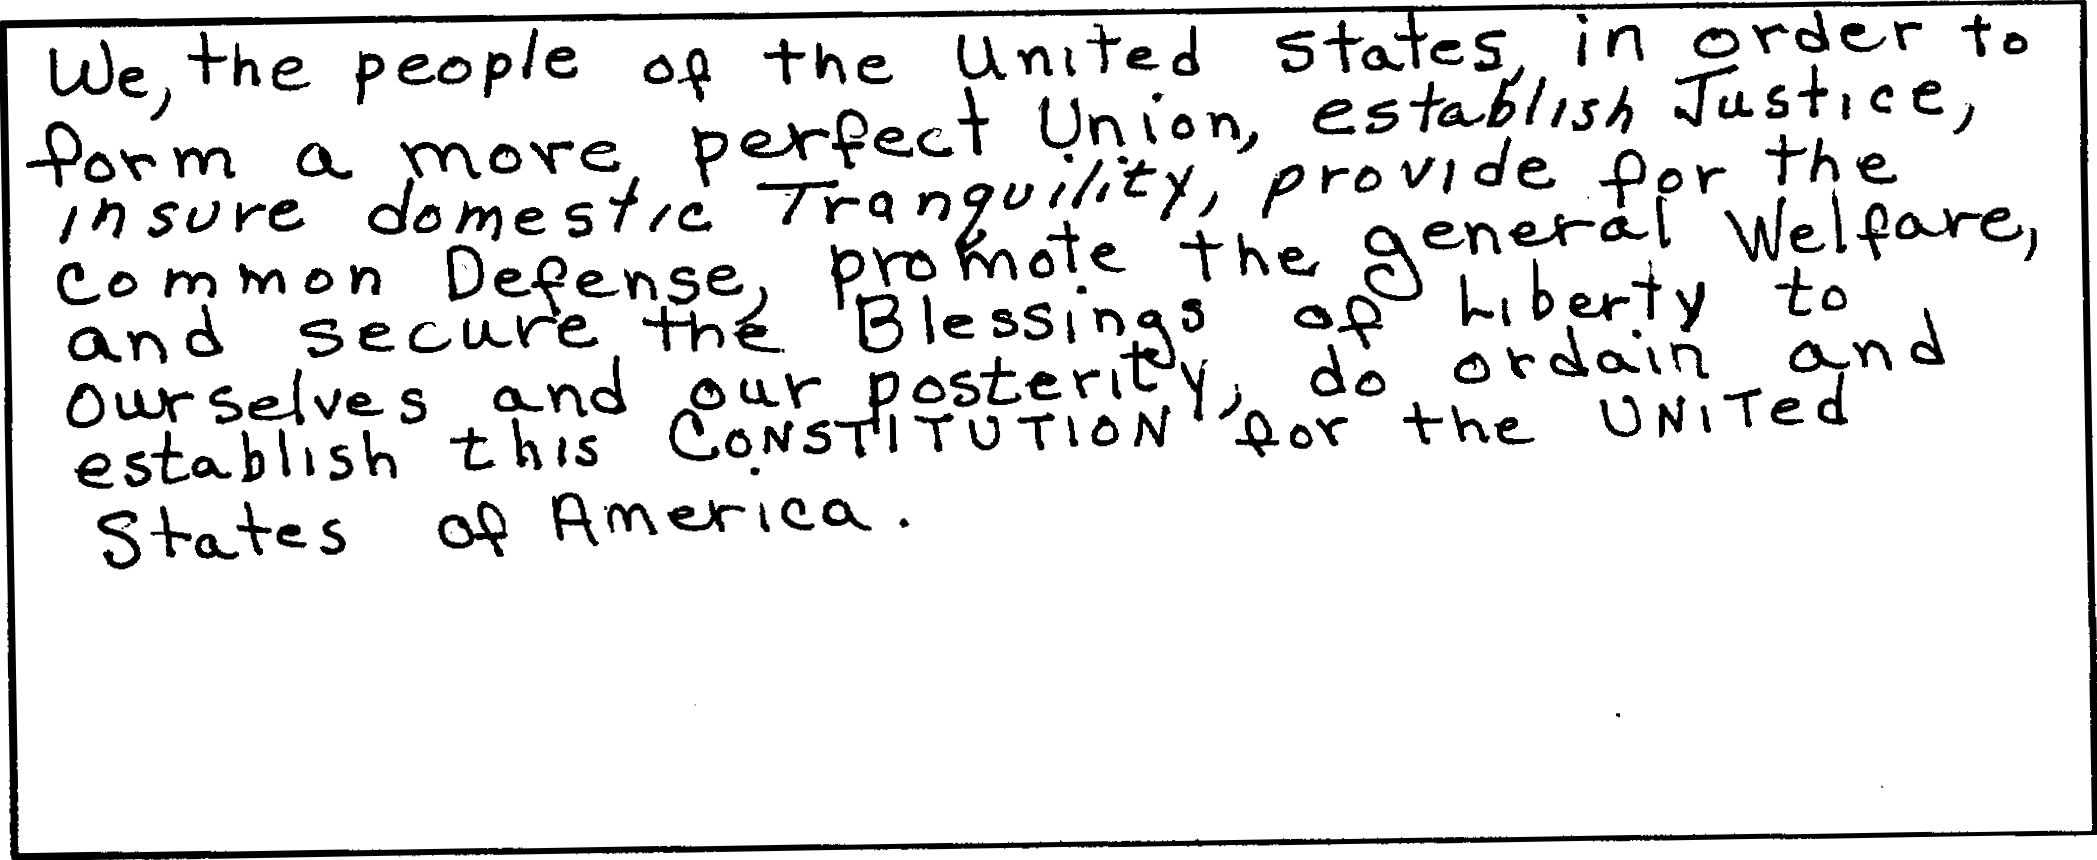 We, the people of the United states, in order to
form a more perfect Union, establish Justice,
insure domestic Tranquility, provide for the
common Defense, promote the general Welfare,
and secure the Blessings of Liberty to
ourselves and our posterity, do ordain and
establish this CONSTITUTION for the UNITed
States of America.